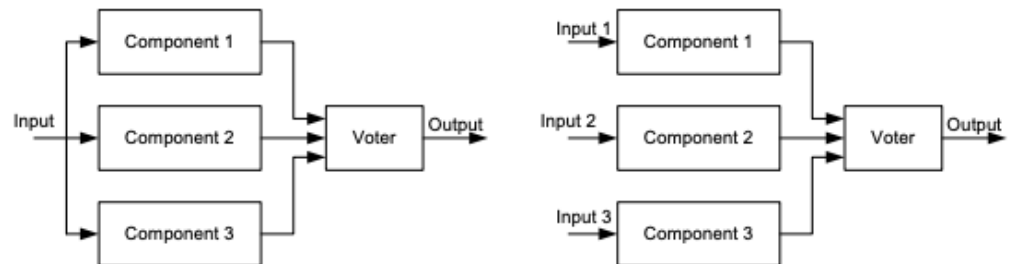 Component 1
Input
Component 2
Voter
Output
Component 3
Input 1
Component 1
Input 2
Component 2
Voter
Output
Input 3
Component 3